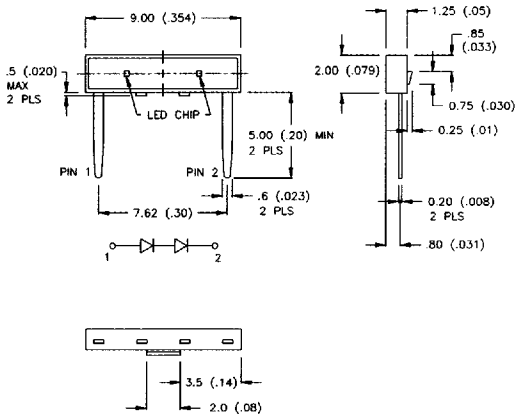 9.00 (.354)
1.25 (.05)
.85
(.033)
2.00 (.079)
.5 (.020)
MAX
2 PLS
LED CHIP
0.75 (.030)
5.00 (.20) MIN
2 PLS
0.25 (.01)
PIN 1
PIN 2
.6 (.023)
2 PLS
7.62 (.30)
0.20 (.008)
2 PLS
.80 (.031)
1
2
3.5 (.14)
2.0 (.08)